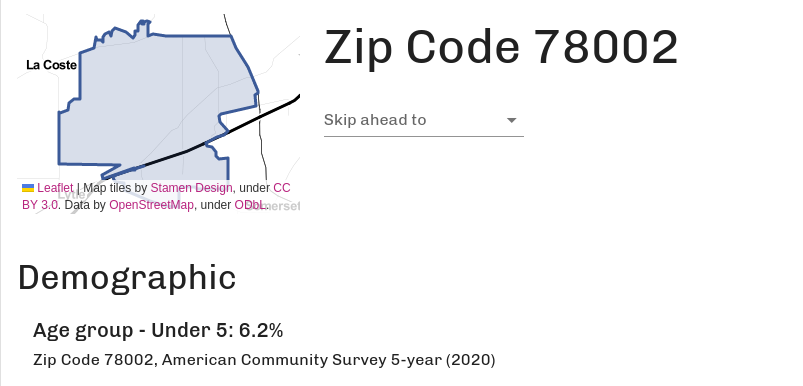 La Coste
Lytle
Somerset
Leaflet | Map tiles by Stamen Design, under CC
BY 3.0. Data by OpenStreetMap, under ODbL.
Zip Code 78002
Skip ahead to
Demographic
Age group - Under 5: 6.2%
Zip Code 78002, American Community Survey 5-year (2020)